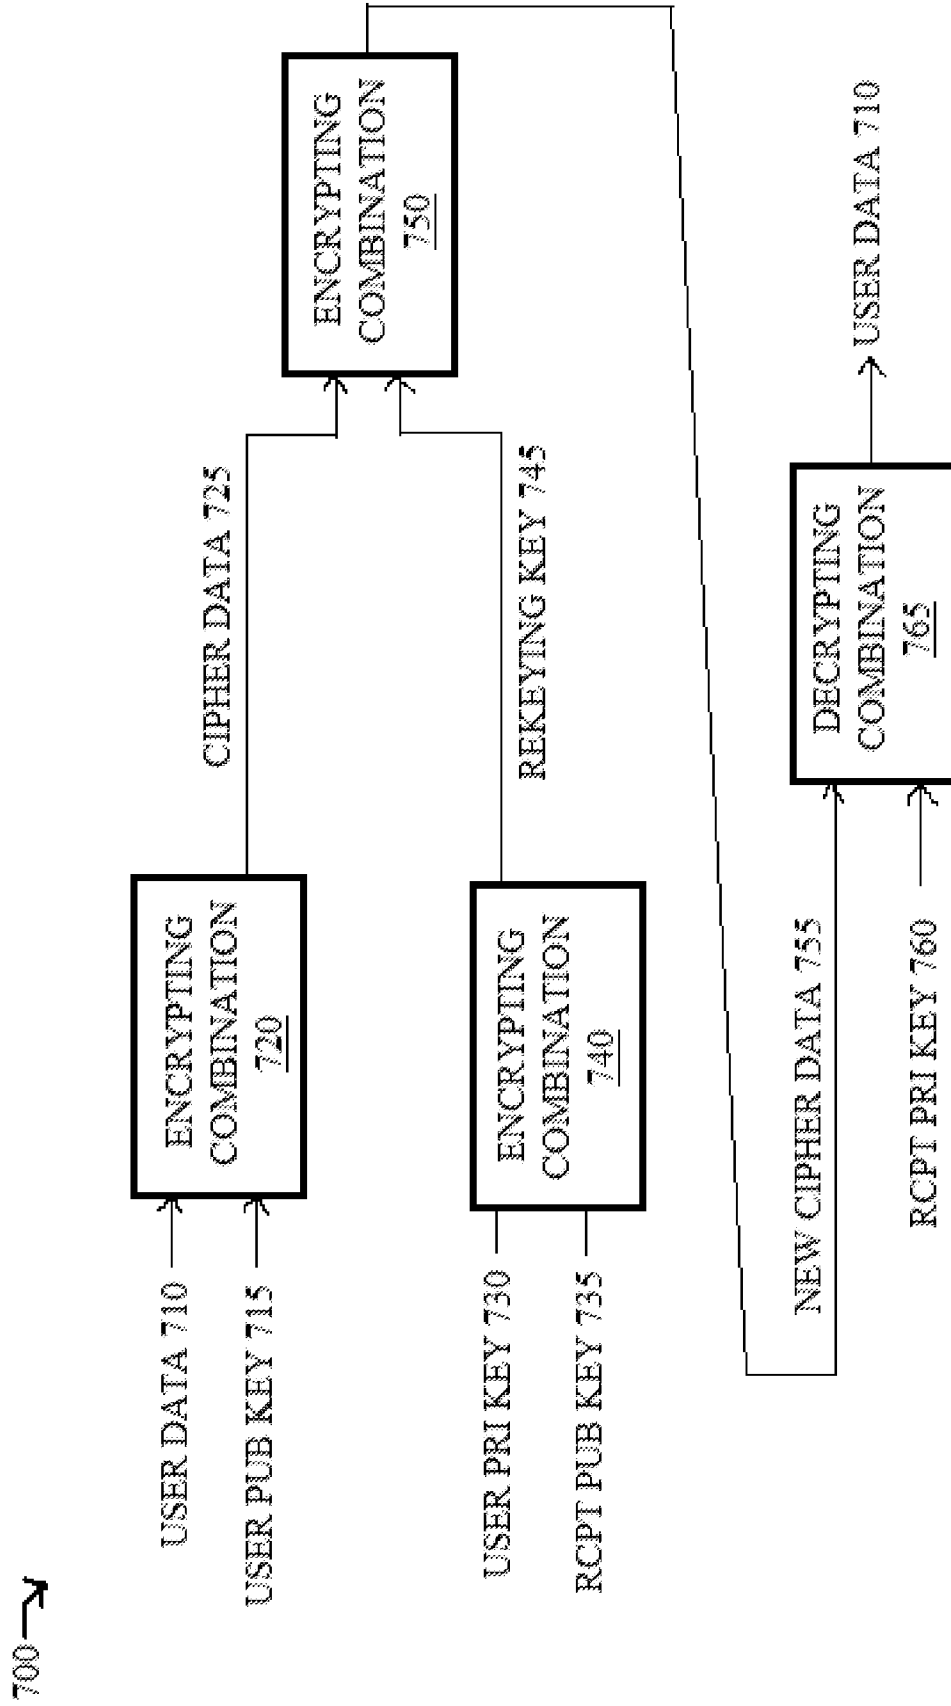 700
USER DATA 710
USER PUB KEY 715
ENCRYPTING
COMBINATION
720
CIPHER DATA 725
USER PRI KEY 730
RCPT PUB KEY 735
ENCRYPTING
COMBINATION
740
REKEYING KEY 745
ENCRYPTING
COMBINATION
750
NEW CIPHER DATA 755
RCPT PRI KEY 760
DECRYPTING
COMBINATION
765
USER DATA 710